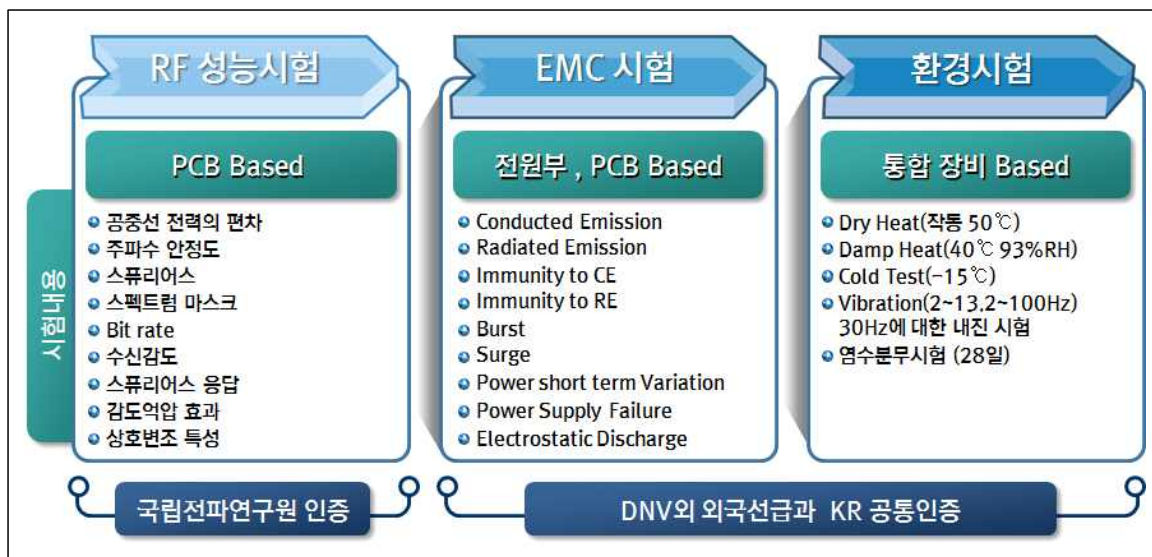 RF 성능시험
EMC 시험
환경시험
시험내용
PCB Based
공중선 전력의 편차
주파수 안정도
스퓨리어스
스펙트럼 마스크
Bit rate
수신감도
스퓨리어스 응답
감도억압 효과
상호변조 특성
전원부 , PCB Based
Conducted Emission
Radiated Emission
Immunity to CE
Immunity to RE
Burst
Surge
Power short term Variation
Power Supply Failure
Electrostatic Discharge
통합 장비 Based
Dry Heat(작동 50℃)
Damp Heat(40℃ 93%RH)
Cold Test(-15℃)
Vibration(2~13.2~100Hz)
30Hz에 대한 내진 시험
염수분무시험 (28일)
국립전파연구원 인증
DNV외 외국선급과 KR 공통인증